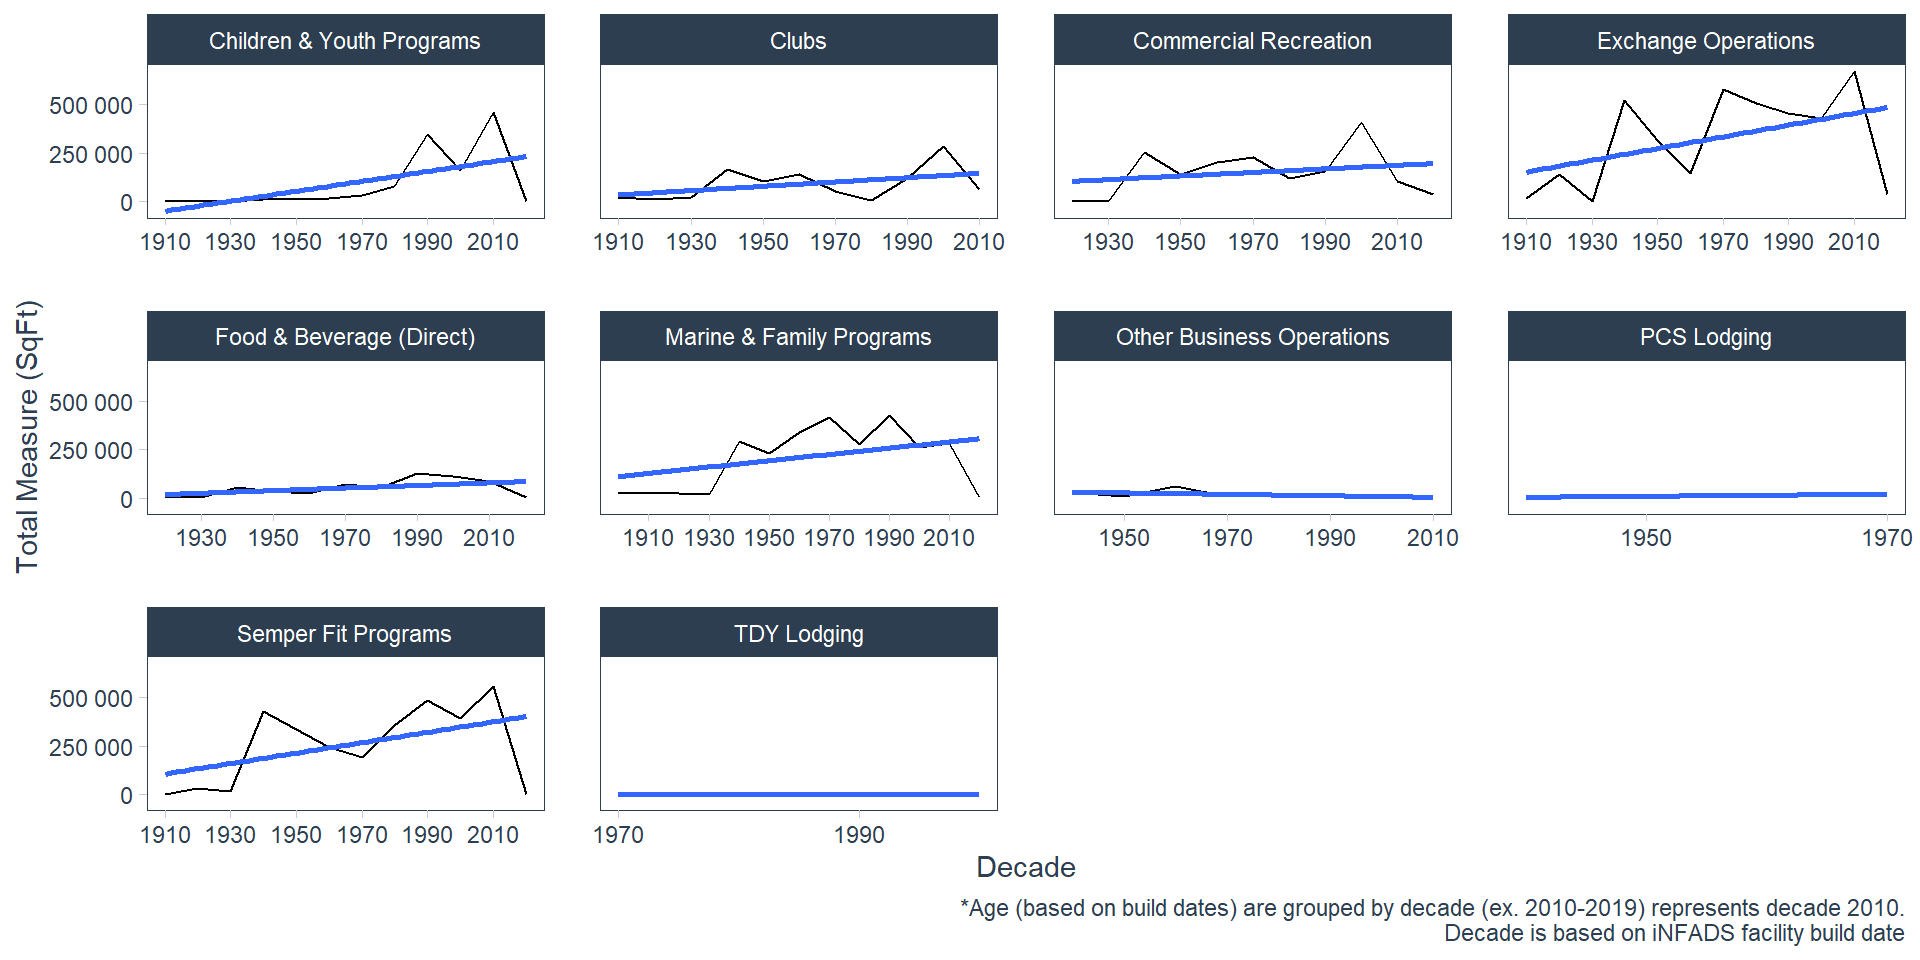 Children & Youth Programs
Clubs
Commercial Recreation
Exchange Operations
500 000
250 000
0
1910 1930 1950 1970 1990 2010
1910 1930 1950 1970 1990 2010
1930 1950 1970 1990 2010
1910 1930 1950 1970 1990 2010
Total Measure (SqFt)
Food & Beverage (Direct)
Marine & Family Programs
Other Business Operations
PCS Lodging
500 000
250 000
0
1930 1950 1970 1990 2010
1910 1930 1950 1970 1990 2010
1950 1970 1990 2010
1950 1970
Semper Fit Programs
TDY Lodging
500 000
250 000
0
1910 1930 1950 1970 1990 2010
1970 1990
Decade
*Age (based on build dates) are grouped by decade (ex. 2010-2019) represents decade 2010.
Decade is based on iNFADS facility build date